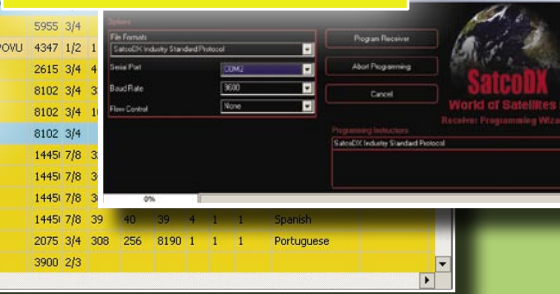 5955 3/4
POVU 4347 1/2 1
2615 3/4 4
8102 3/4 3
8102 3/4
8102 3/4
1445 7/8
1445 7/8
1445 7/8
1445 7/8 39 40 39 4 1 1 Spanish
2075 3/4 308 256 8190 1 1 1 Portuguese
3900 2/3
Options
File Formats
SatcoDX Industry Standard Protocol
Serial Port COM2
Baud Rate 9600
Flow Control None
Program Receiver
Abort Programming
Cancel
SatcoDX
World of Satellites
Receiver Programming Wiza
Programming Instructions
SatcoDX Industry Standard Protocol
0%